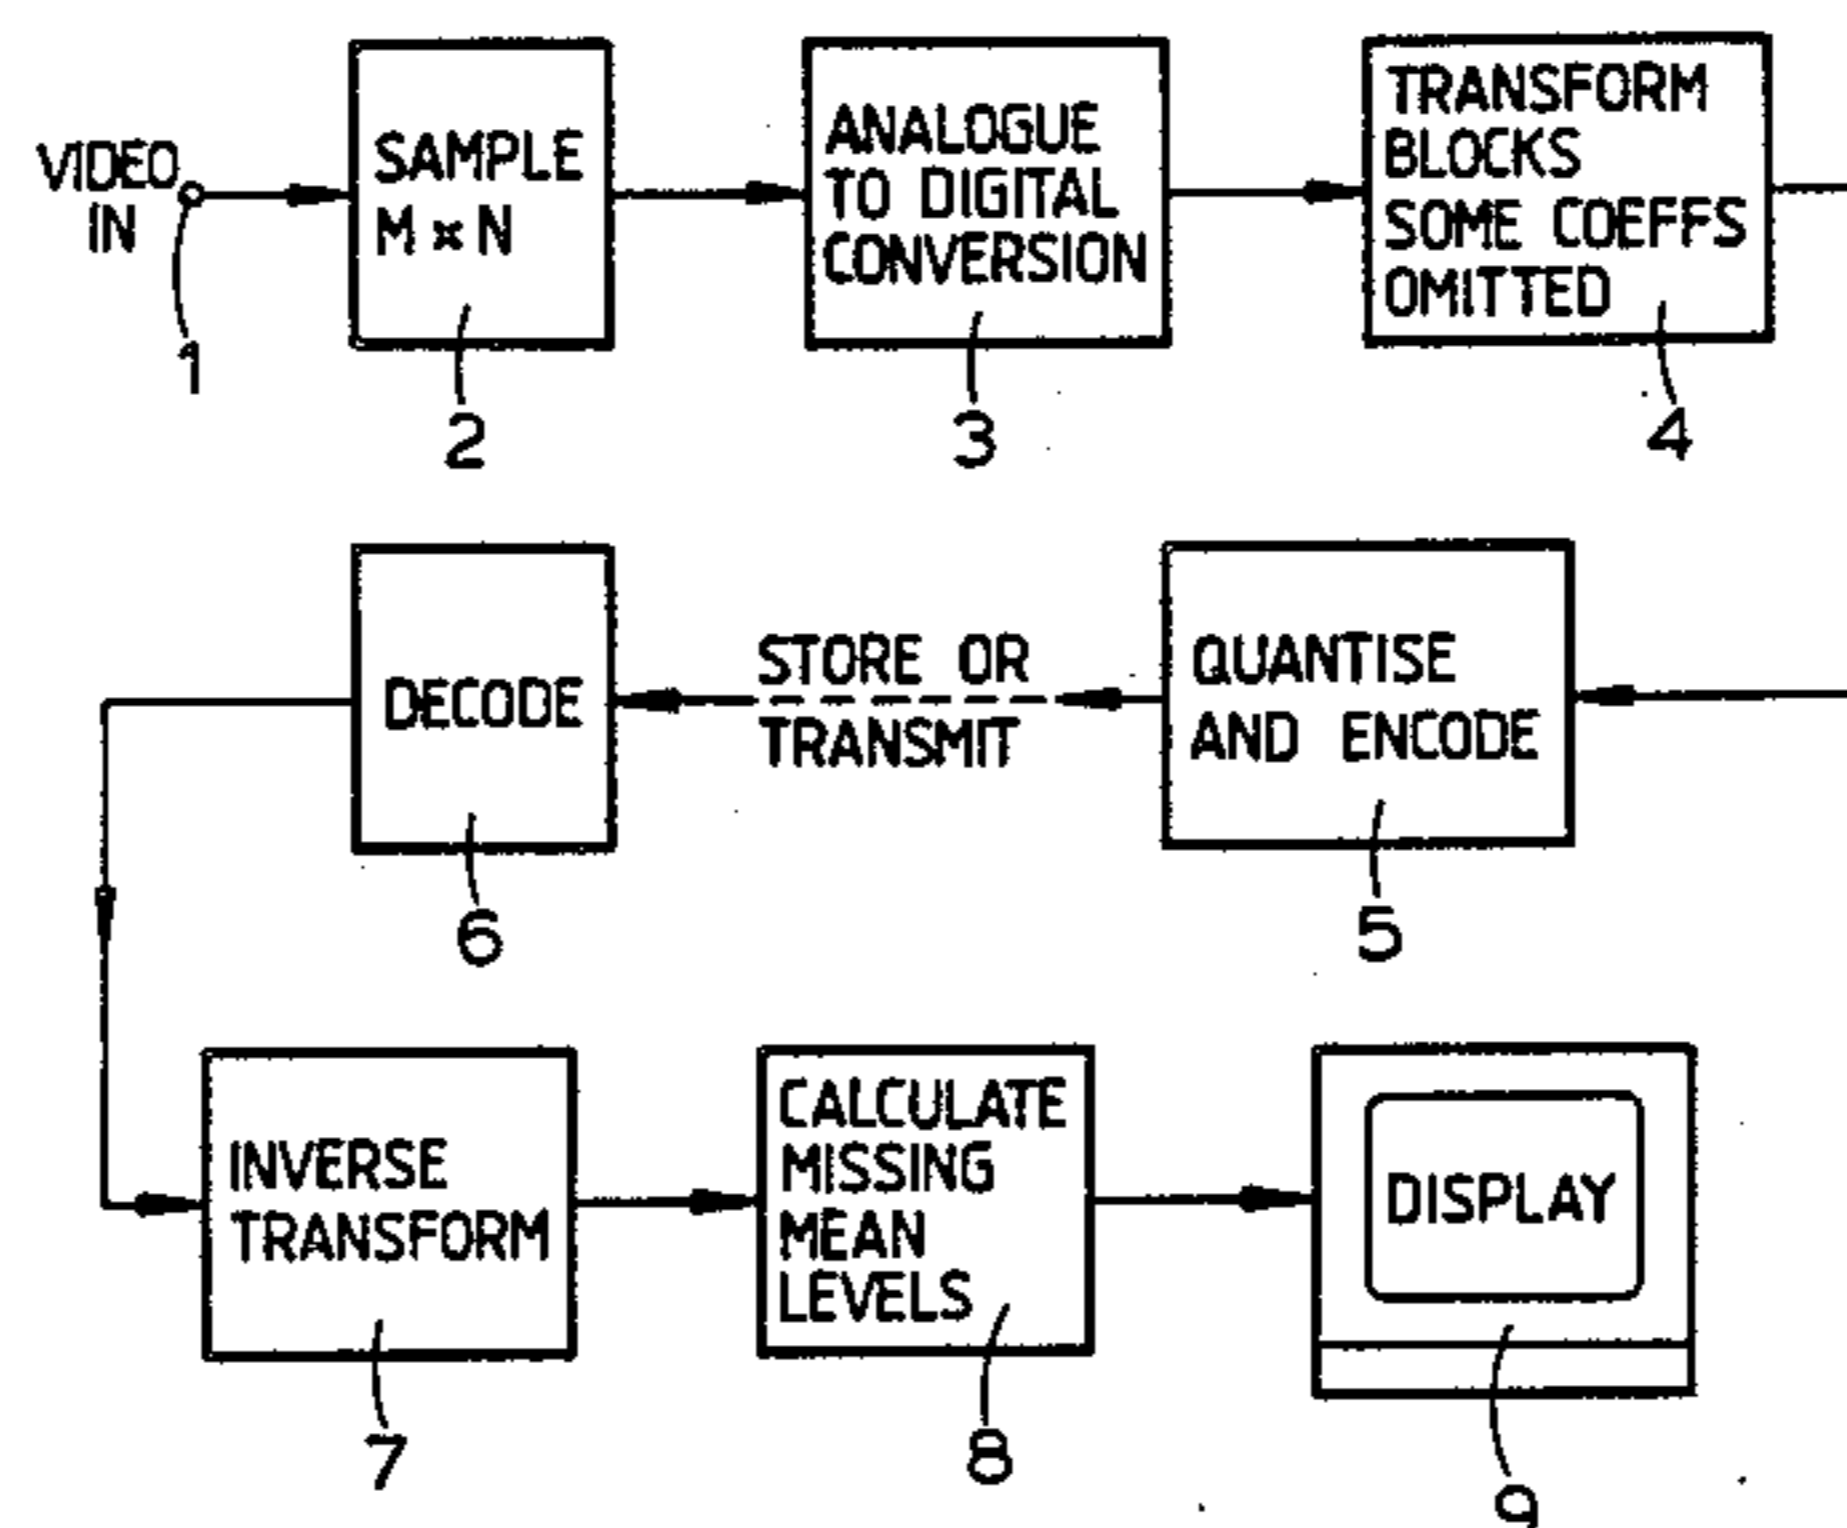 VIDEO
IN
1
SAMPLE
M × N
2
ANALOGUE
TO DIGITAL
CONVERSION
3
TRANSFORM
BLOCKS
SOME COEFFS
OMITTED
4
QUANTISE
AND ENCODE
5
STORE OR
TRANSMIT
DECODE
6
INVERSE
TRANSFORM
7
CALCULATE
MISSING
MEAN
LEVELS
8
DISPLAY
9